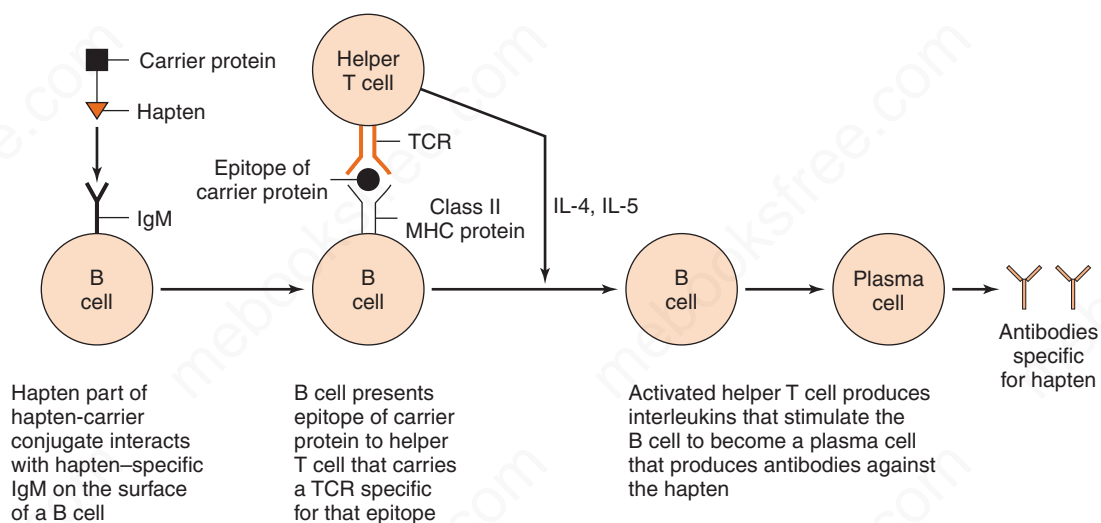 Carrier protein
Hapten
IgM
B
cell
Helper
T cell
TCR
Epitope of
carrier protein
Class II
MHC protein
IL-4, IL-5
B
cell
B
cell
Plasma
cell
Antibodies
specific
for hapten
Hapten part of
hapten-carrier
conjugate interacts
with hapten–specific
IgM on the surface
of a B cell
B cell presents
epitope of carrier
protein to helper
T cell that carries
a TCR specific
for that epitope
Activated helper T cell produces
interleukins that stimulate the
B cell to become a plasma cell
that produces antibodies against
the hapten
mebooksfree.com